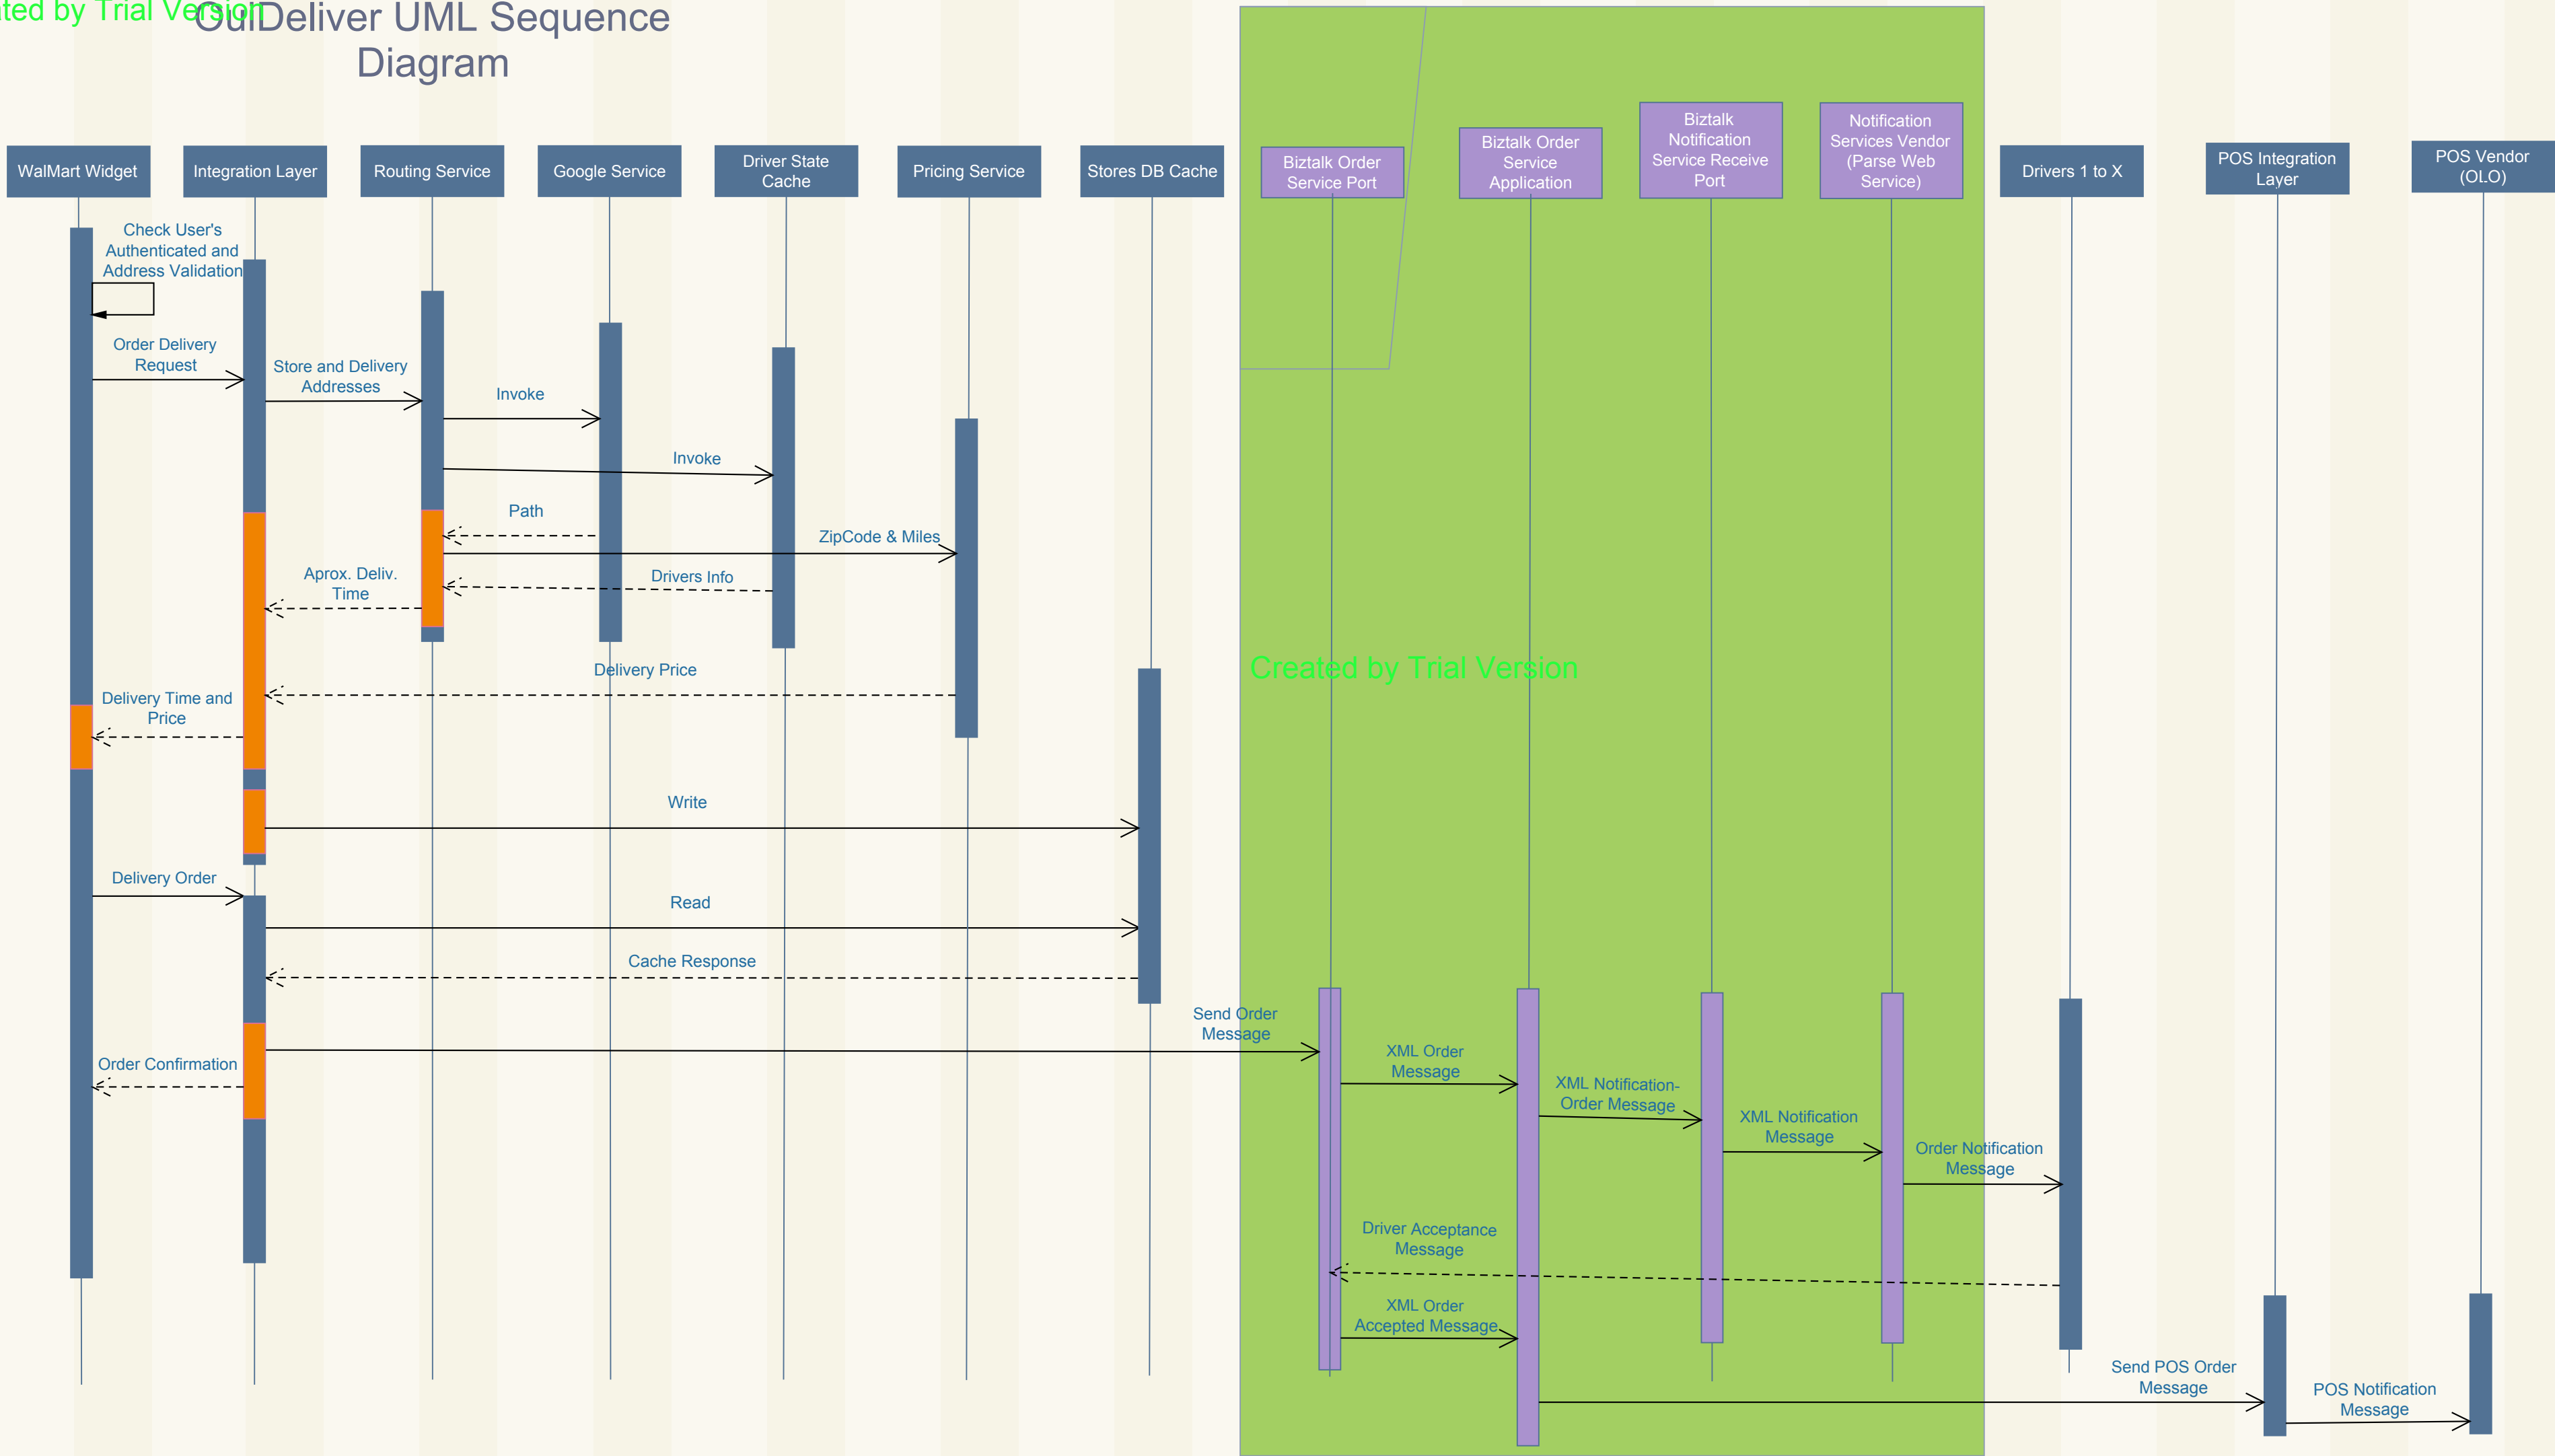 ated by Trial Version
GulDeliver UML Sequence
Diagram
WalMart Widget
Integration Layer
Routing Service
Google Service
Driver State
Cache
Pricing Service
Stores DB Cache
Biztalk Order
Service Port
Biztalk Order
Service
Application
Biztalk
Notification
Service Receive
Port
Notification
Services Vendor
(Parse Web
Service)
Drivers 1 to X
POS Integration
Layer
POS Vendor
(OLO)
Check User's
Authenticated and
Address Validation
Order Delivery
Request
Store and Delivery
Addresses
Invoke
Invoke
Path
ZipCode & Miles
Aprox. Deliv.
Time
Drivers Info
Delivery Price
Created by Trial Version
Delivery Time and
Price
Write
Delivery Order
Read
Cache Response
Send Order
Message
Order Confirmation
XML Order
Message
XML Notification-
Order Message
XML Notification
Message
Order Notification
Message
Driver Acceptance
Message
XML Order
Accepted Message
Send POS Order
Message
POS Notification
Message